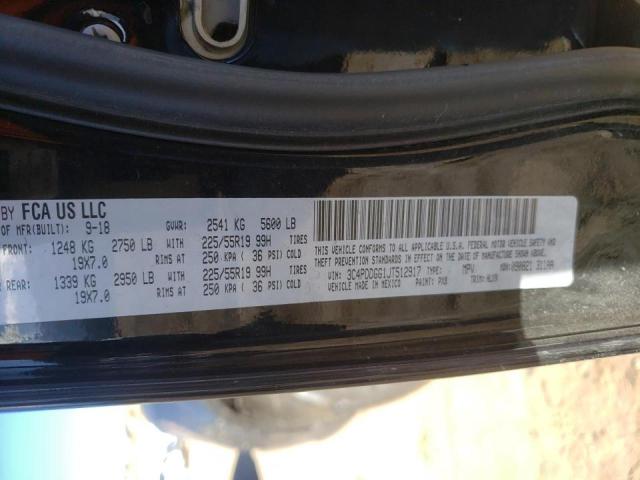 BY FCA US LLC
OF MFR(BUILT): 9-18 GVWR: 2541 KG 5600 LB
FRONT: 1248 KG 2750 LB WITH 225/55R19 99H TIRES
19X7.0 RIMS AT 250 KPA ( 36 PSI) COLD
REAR: 1339 KG 2950 LB WITH 225/55R19 99H TIRES
19X7.0 RIMS AT 250 KPA ( 36 PSI) COLD
THIS VEHICLE CONFORMS TO ALL APPLICABLE U.S.A. FEDERAL MOTOR VEHICLE SAFETY AND
THEFT PREVENTION STANDARDS IN EFFECT ON THE DATE OF MANUFACTURE SHOWN ABOVE.
VIN: 3C4PDDGG1JT512917 TYPE: MPV MDH:
VEHICLE MADE IN MEXICO PAINT: PX8 TRIM: